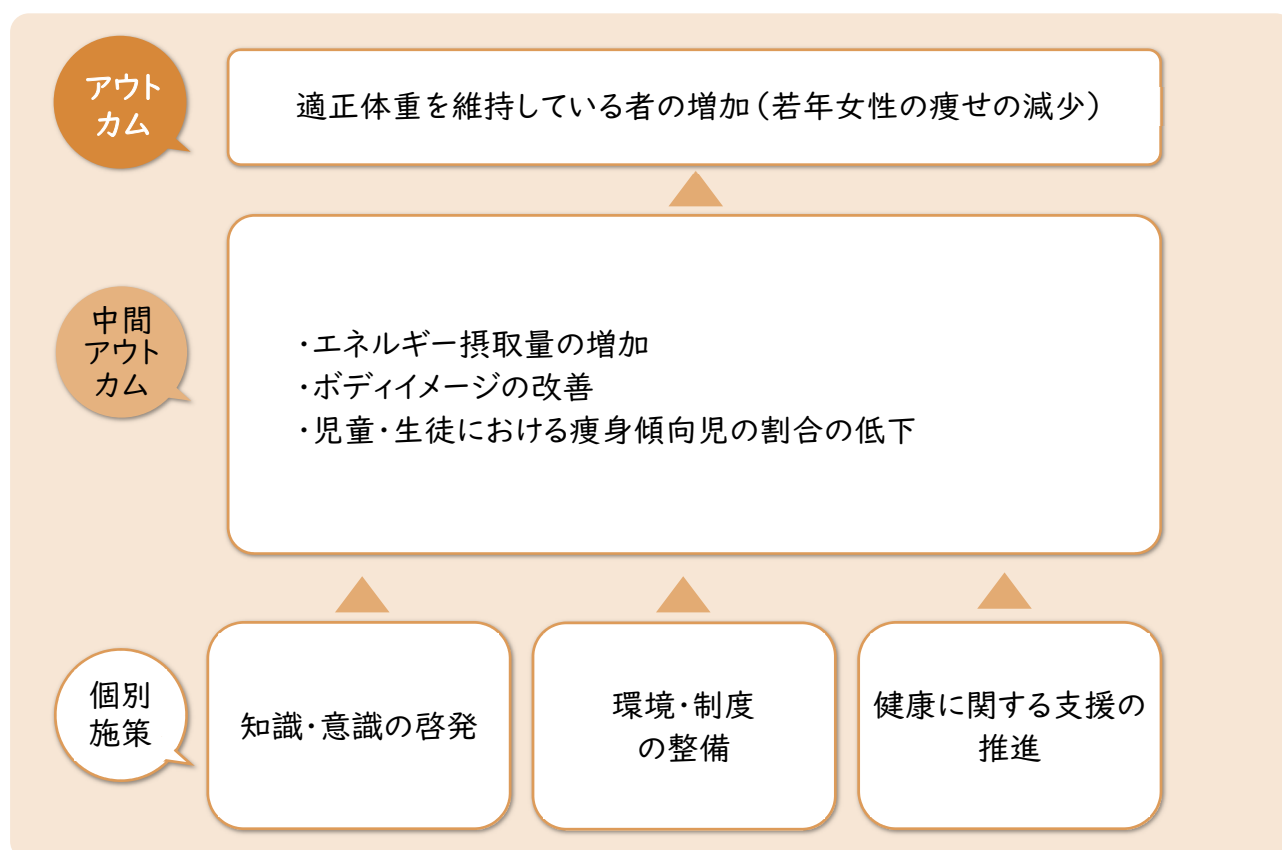 アウト
カム
適正体重を維持している者の増加（若年女性の痩せの減少）
中間
アウト
カム
・エネルギー摂取量の増加
・ボディイメージの改善
・児童・生徒における痩身傾向児の割合の低下
個別
施策
知識・意識の啓発
環境・制度
の整備
健康に関する支援の
推進